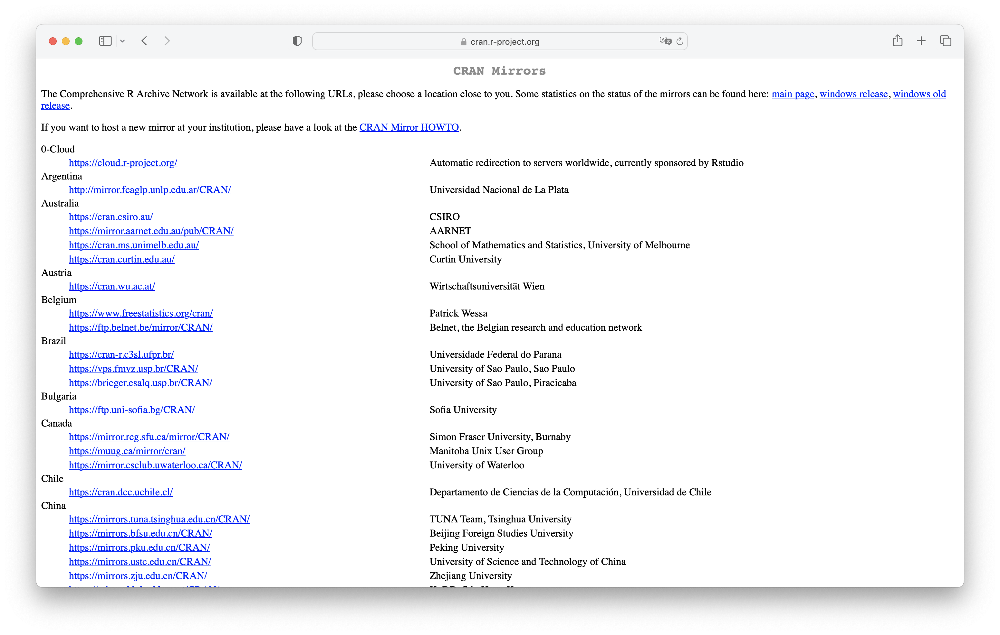 cran.r-project.org
CRAN Mirrors
The Comprehensive R Archive Network is available at the following URLs, please choose a location close to you. Some statistics on the status of the mirrors can be found here: main page, windows release, windows old
release.
If you want to host a new mirror at your institution, please have a look at the CRAN Mirror HOWTO.
0-Cloud
https://cloud.r-project.org/ Automatic redirection to servers worldwide, currently sponsored by Rstudio
Argentina
http://mirror.fcaglp.unlp.edu.ar/CRAN/ Universidad Nacional de La Plata
Australia
https://cran.csiro.au/ CSIRO
https://mirror.aarnet.edu.au/pub/CRAN/ AARNET
https://cran.ms.unimelb.edu.au/ School of Mathematics and Statistics, University of Melbourne
https://cran.curtin.edu.au/ Curtin University
Austria
https://cran.wu.ac.at/ Wirtschaftsuniversität Wien
Belgium
https://www.freestatistics.org/cran/ Patrick Wessa
https://ftp.belnet.be/mirror/CRAN/ Belnet, the Belgian research and education network
Brazil
https://cran-r.c3sl.ufpr.br/ Universidade Federal do Parana
https://vps.fmvz.usp.br/CRAN/ University of Sao Paulo, Sao Paulo
https://brieger.esalq.usp.br/CRAN/ University of Sao Paulo, Piracicaba
Bulgaria
https://ftp.uni-sofia.bg/CRAN/ Sofia University
Canada
https://mirror.rcg.sfu.ca/mirror/CRAN/ Simon Fraser University, Burnaby
https://muug.ca/mirror/cran/ Manitoba Unix User Group
https://mirror.csclub.uwaterloo.ca/CRAN/ University of Waterloo
Chile
https://cran.dcc.uchile.cl/ Departamento de Ciencias de la Computación, Universidad de Chile
China
https://mirrors.tuna.tsinghua.edu.cn/CRAN/ TUNA Team, Tsinghua University
https://mirrors.bfsu.edu.cn/CRAN/ Beijing Foreign Studies University
https://mirrors.pku.edu.cn/CRAN/ Peking University
https://mirrors.ustc.edu.cn/CRAN/ University of Science and Technology of China
https://mirrors.zju.edu.cn/CRAN/ Zhejiang University